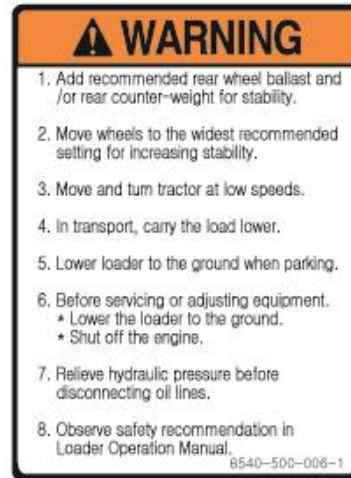 WARNING
1. Add recommended rear wheel ballast and
/or rear counter-weight for stability.
2. Move wheels to the widest recommended
setting for increasing stability.
3. Move and turn tractor at low speeds.
4. In transport, carry the load lower.
5. Lower loader to the ground when parking.
6. Before servicing or adjusting equipment.
* Lower the loader to the ground.
* Shut off the engine.
7. Relieve hydraulic pressure before
disconnecting oil lines.
8. Observe safety recommendation in
Loader Operation Manual.
B540-500-006-1